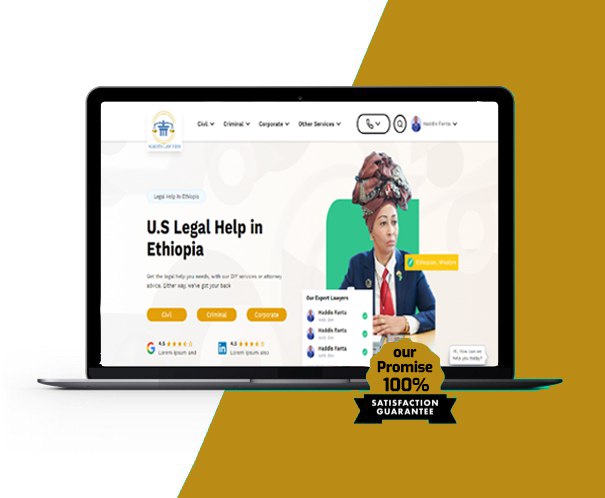 Civil
Criminal
Corporate
Other Services
Haddis Fanta
Legal Help in Ethiopia
U.S Legal Help in
Ethiopia
Get the legal help you needs, with our DIY services or attorney
advice. Either way, we've got your back
Civil
Criminal
Corporate
4.5
Lorem ipsum and
4.5
Lorem ipsum also
Our Expert Lawyers
Haddis Fanta
Haddis Fanta
Haddis Fanta
Hi, How can we
help you today?
our
Promise
100%
SATISFACTION
GUARANTEE